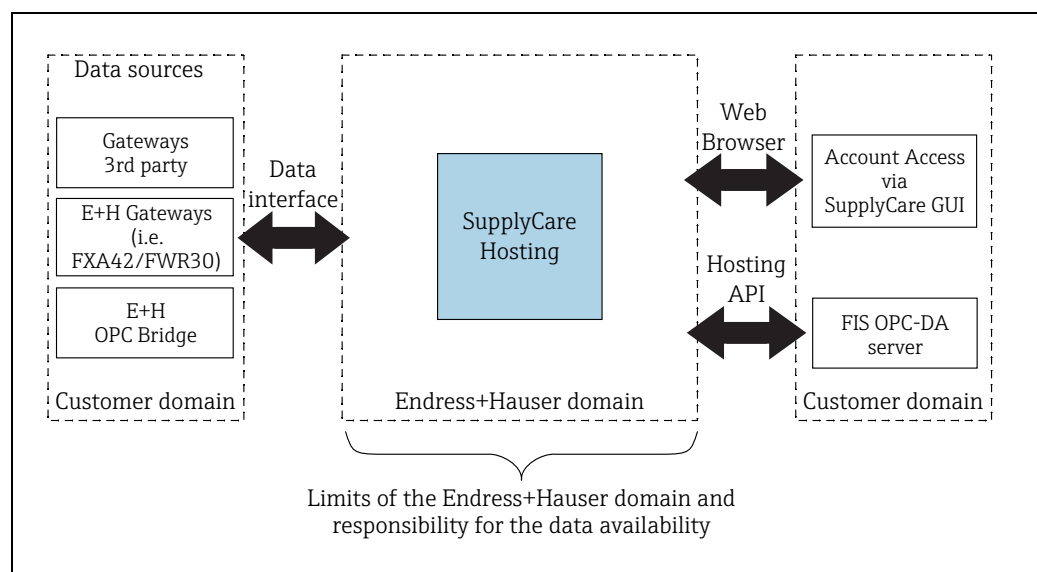 Data sources
Gateways
3rd party
E+H Gateways
(i.e.
FXA42/FWR30)
E+H
OPC Bridge
Customer domain
Data
interface
SupplyCare
Hosting
Endress+Hauser domain
Web
Browser
Hosting
API
Account Access
via
SupplyCare GUI
FIS OPC-DA
server
Customer domain
Limits of the Endress+Hauser domain and
responsibility for the data availability